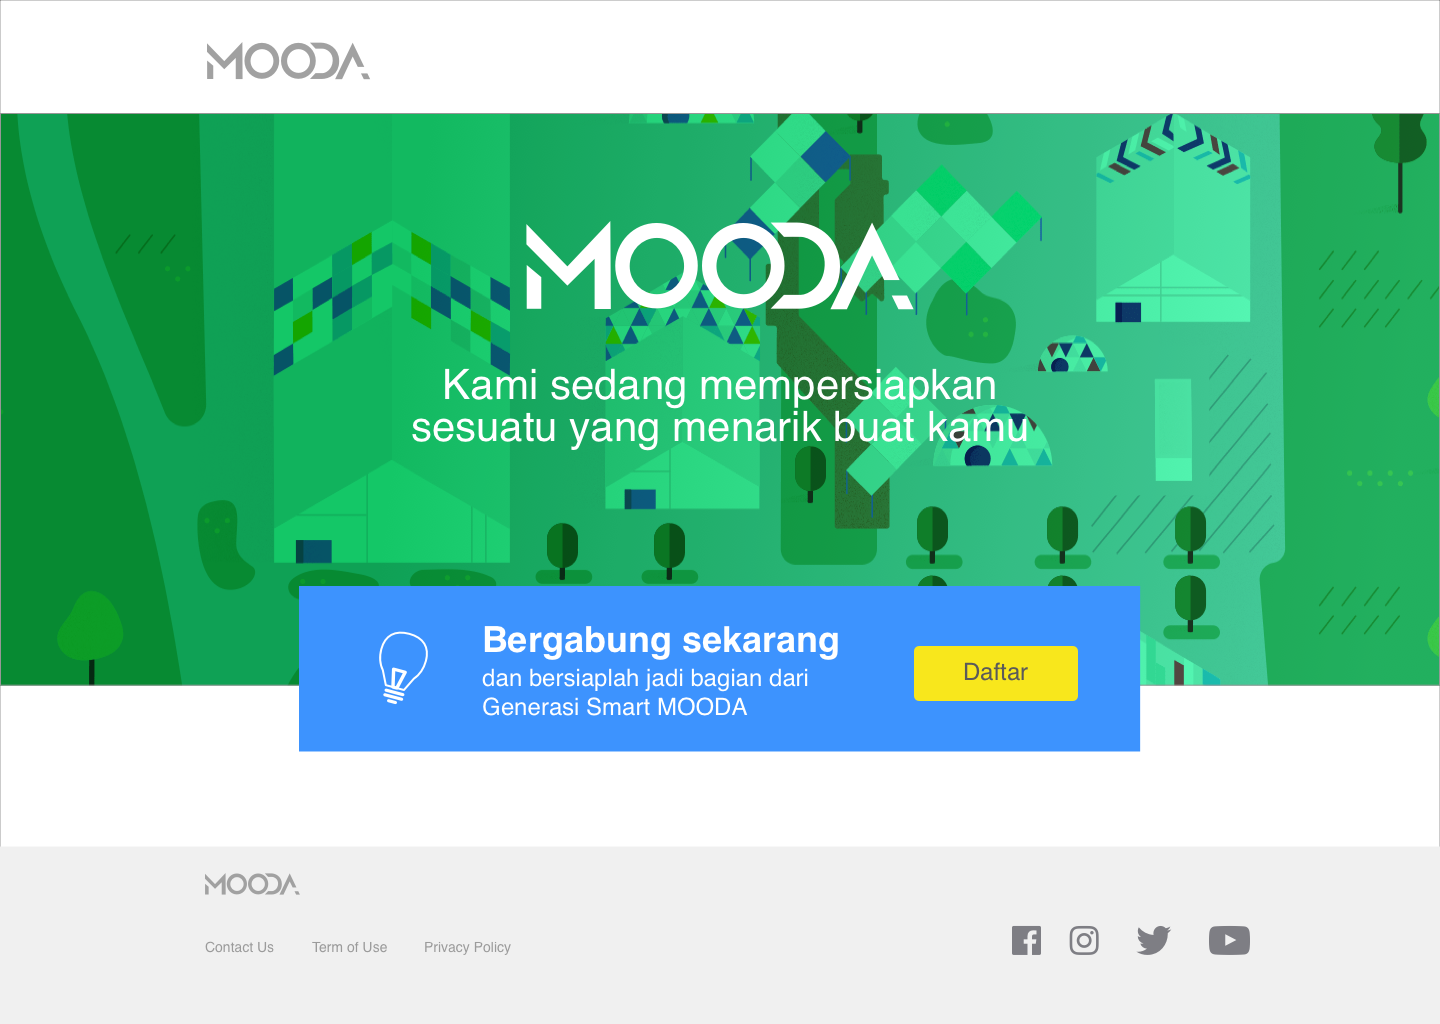 MOODA
MOODA
Kami sedang mempersiapkan
sesuatu yang menarik buat kamu
Bergabung sekarang
dan bersiaplah jadi bagian dari
Generasi Smart MOODA
Daftar
MOODA
Contact Us
Term of Use
Privacy Policy